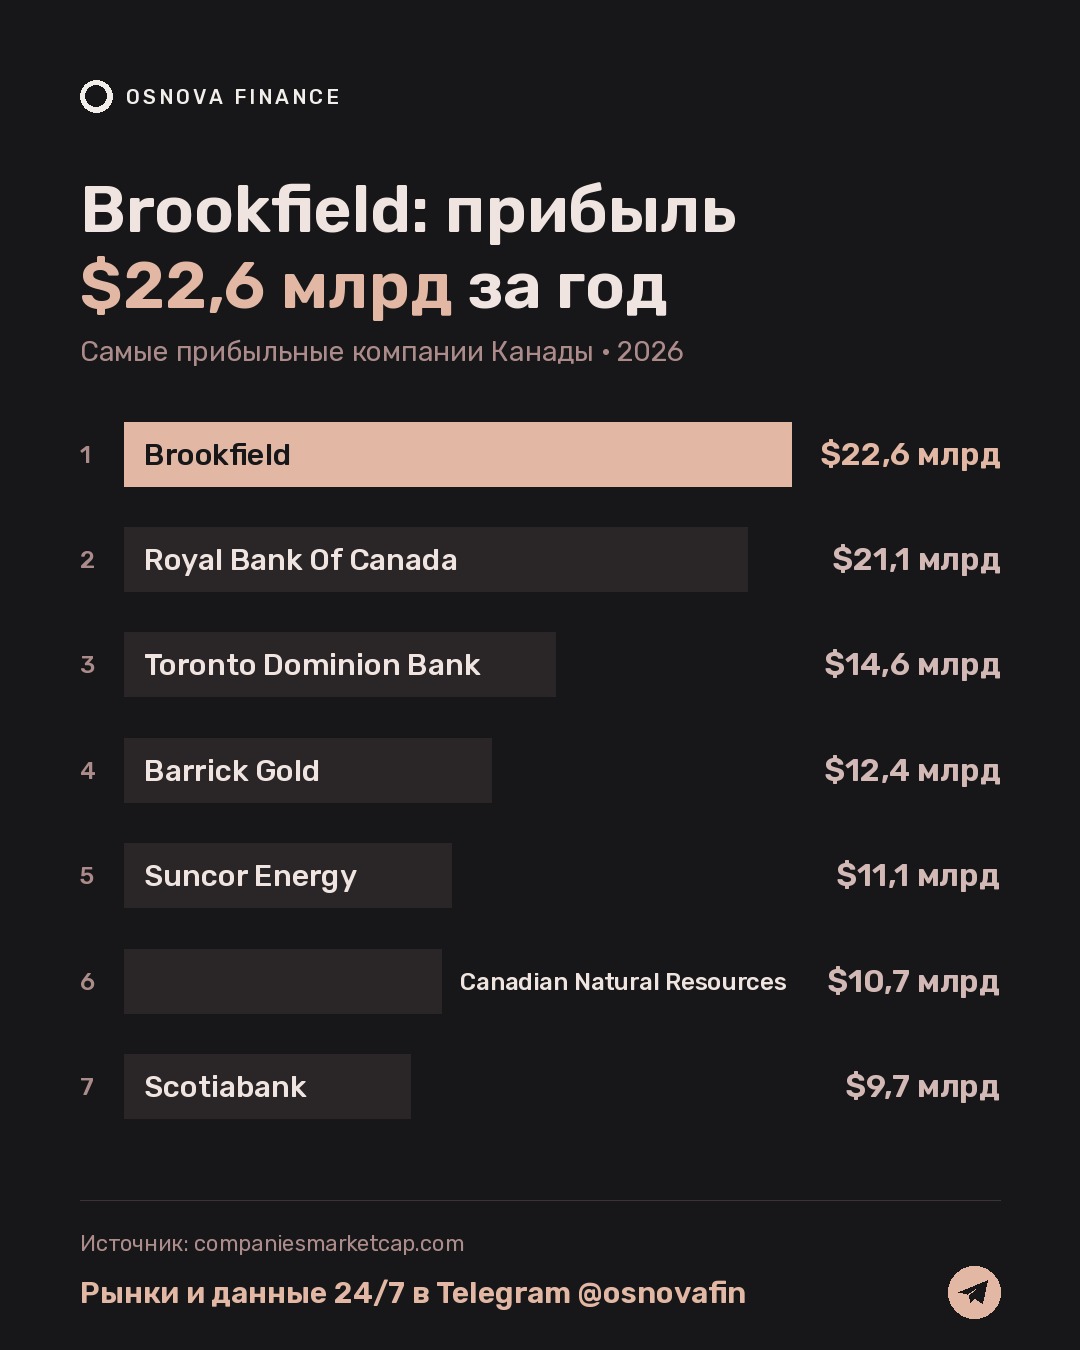 OSNOVA FINANCE
Brookfield: прибыль
$22,6 млрд за год
Самые прибыльные компании Канады • 2026
1 Brookfield $22,6 млрд
2 Royal Bank Of Canada $21,1 млрд
3 Toronto Dominion Bank $14,6 млрд
4 Barrick Gold $12,4 млрд
5 Suncor Energy $11,1 млрд
6 Canadian Natural Resources $10,7 млрд
7 Scotiabank $9,7 млрд
Источник: companiesmarketcap.com
Рынки и данные 24/7 в Telegram @osnovafin